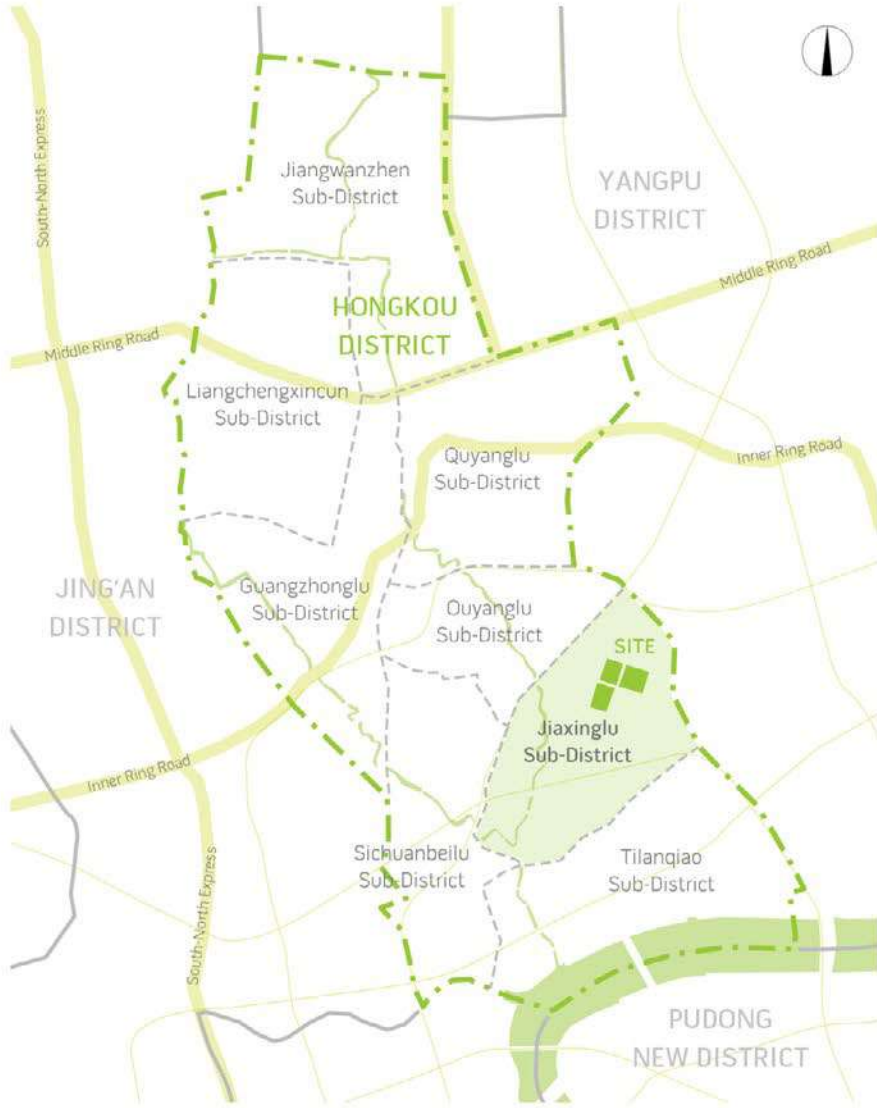 South-North Express
Jiangwanzhen
Sub-District
YANGPU
DISTRICT
Middle Ring Road
HONGKOU
DISTRICT
Middle Ring Road
Liangchengxincun
Sub-District
Quyanglu
Sub-District
Inner Ring Road
JING'AN
DISTRICT
Guangzhonglu
Sub-District
Ouyanglu
Sub-District
SITE
Jiaxinglu
Sub-District
Inner Ring Road
Sichuanbeilu
Sub-District
Tilanqiao
Sub-District
South-North Express
PUDONG
NEW DISTRICT